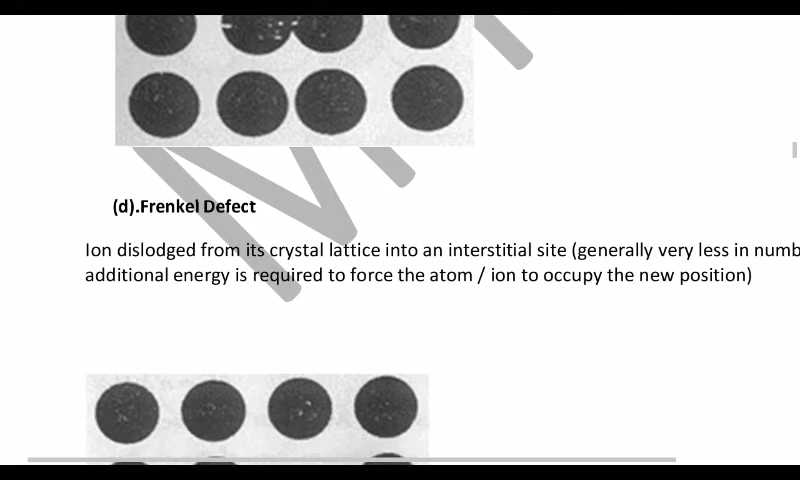 (d).Frenkel Defect
Ion dislodged from its crystal lattice into an interstitial site (generally very less in
additional energy is required to force the atom / ion to occupy the new position)